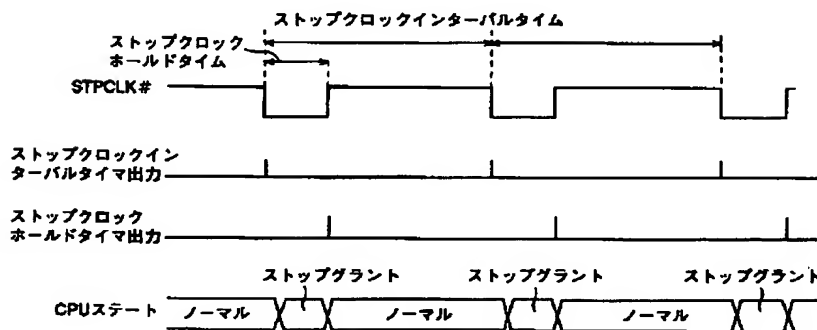 ストップクロックインターバルタイム
ストップクロック
ホールドタイム
STPCLK#
ストップクロックイン
ターバルタイマ出力
ストップクロック
ホールドタイマ出力
ストップグラント
ストップグラント
ストップグラント
CPUステート
ノーマル
ノーマル
ノーマル